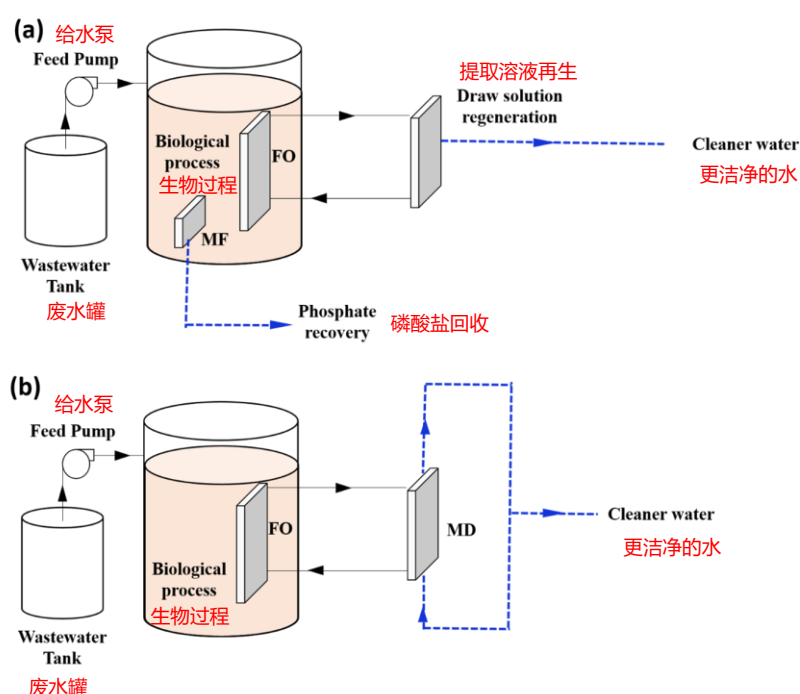 (a)
给水泵
Feed Pump
提取溶液再生
Draw solution
regeneration
Biological
process
生物过程
FO
Cleaner water
更洁净的水
MF
Wastewater
Tank
废水罐
Phosphate
recovery
磷酸盐回收
(b)
给水泵
Feed Pump
FO
MD
Cleaner water
更洁净的水
Biological
process
生物过程
Wastewater
Tank
废水罐